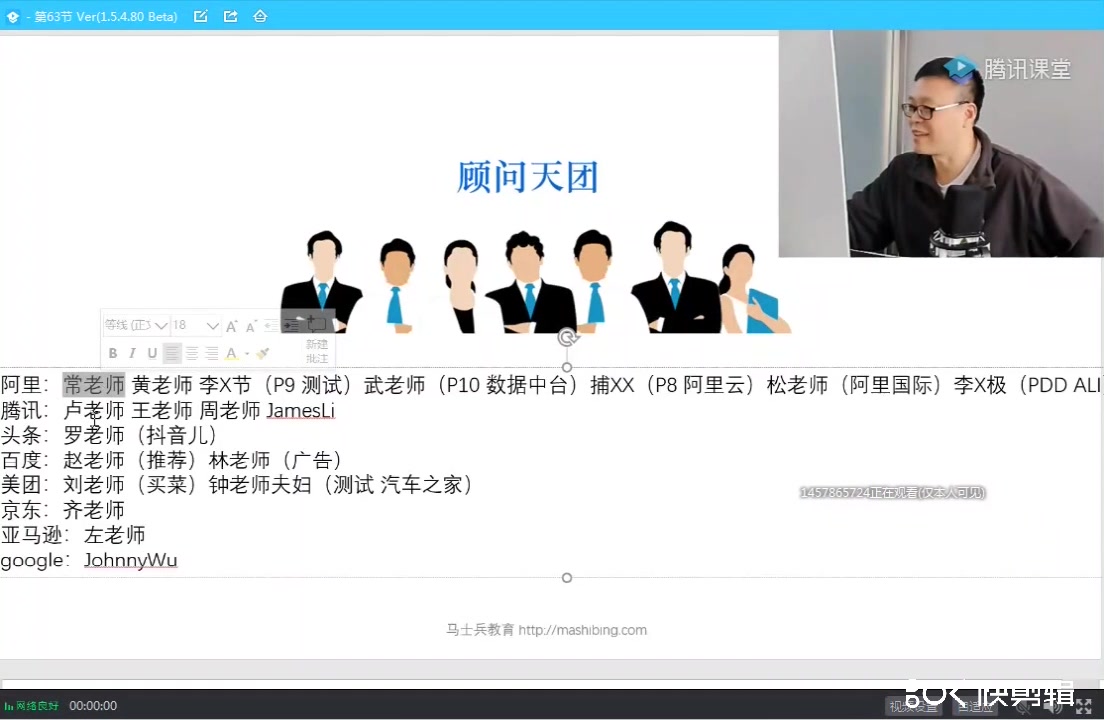 - 第63节 Ver(1.5.4.80 Beta)
腾讯课堂
顾问天团
等线 (正文 18
新建
批注
B I U A
阿里：常老师 黄老师 李X节（P9 测试）武老师（P10 数据中台）捕XX（P8 阿里云）松老师（阿里国际）李X极（PDD ALI
腾讯：卢老师 王老师 周老师 JamesLi
头条：罗老师（抖音儿）
百度：赵老师（推荐）林老师（广告）
美团：刘老师（买菜）钟老师夫妇（测试 汽车之家）
1457865724正在观看(仅本人可见)
京东：齐老师
亚马逊：左老师
google：JohnnyWu
马士兵教育 http://mashibing.com
网络良好 00:00:00
快剪辑